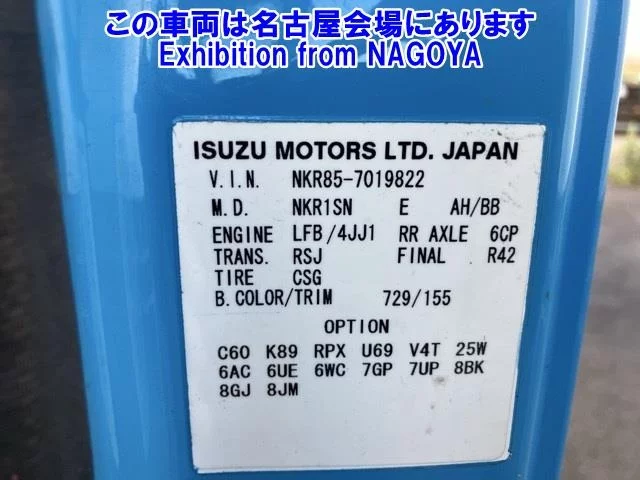 この車両は名古屋会場にあります
Exhibition from NAGOYA
ISUZU MOTORS LTD. JAPAN
V.I.N. NKR85-7019822
M.D. NKR1SN E AH/BB
ENGINE LFB/4JJ1 RR AXLE 6CP
TRANS. RSJ FINAL R42
TIRE CSG
B.COLOR/TRIM 729/155
OPTION
C60 K89 RPX U69 V4T 25W
6AC 6UE 6WC 7GP 7UP 8BK
8GJ 8JM